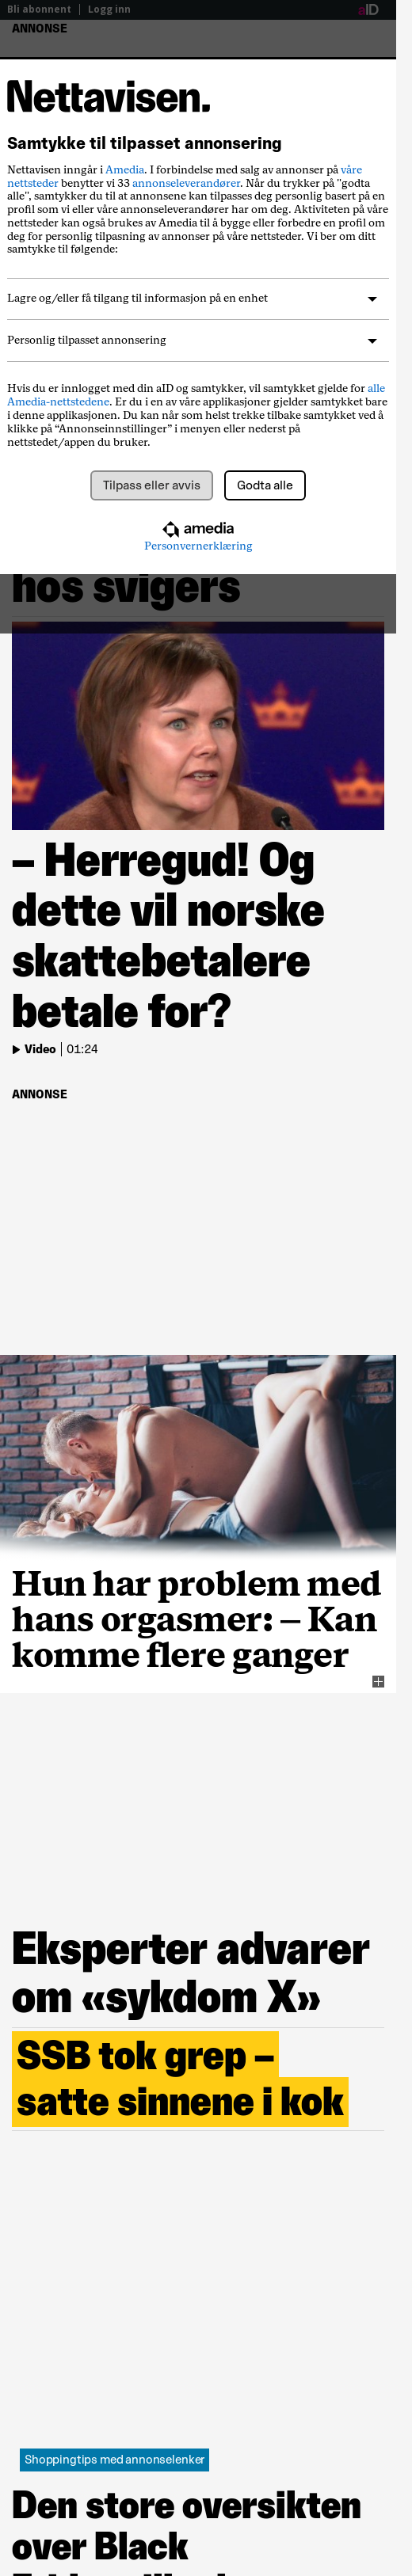 Bli abonnent | Logg inn aID
ANNONSE
Nettavisen.
Samtykke til tilpasset annonsering
Nettavisen inngår i Amedia. I forbindelse med salg av annonser på våre
nettsteder benytter vi 33 annonseleverandører. Når du trykker på "godta
alle", samtykker du til at annonsene kan tilpasses deg personlig basert på en
profil som vi eller våre annonseleverandører har om deg. Aktiviteten på våre
nettsteder kan også brukes av Amedia til å bygge eller forbedre en profil om
deg for personlig tilpasning av annonser på våre nettsteder. Vi ber om ditt
samtykke til følgende:
Lagre og/eller få tilgang til informasjon på en enhet
Personlig tilpasset annonsering
Hvis du er innlogget med din aID og samtykker, vil samtykket gjelde for alle
Amedia-nettstedene. Er du i en av våre applikasjoner gjelder samtykket bare
i denne applikasjonen. Du kan når som helst trekke tilbake samtykket ved å
klikke på “Annonseinnstillinger” i menyen eller nederst på
nettstedet/appen du bruker.
Tilpass eller avvis Godta alle
amedia
Personvernerklæring
hos svigers
– Herregud! Og
dette vil norske
skattebetalere
betale for?
Video | 01:24
ANNONSE
Hun har problem med
hans orgasmer: – Kan
komme flere ganger
Eksperter advarer
om «sykdom X»
SSB tok grep –
satte sinnene i kok
Shoppingtips med annonselenker
Den store oversikten
over Black